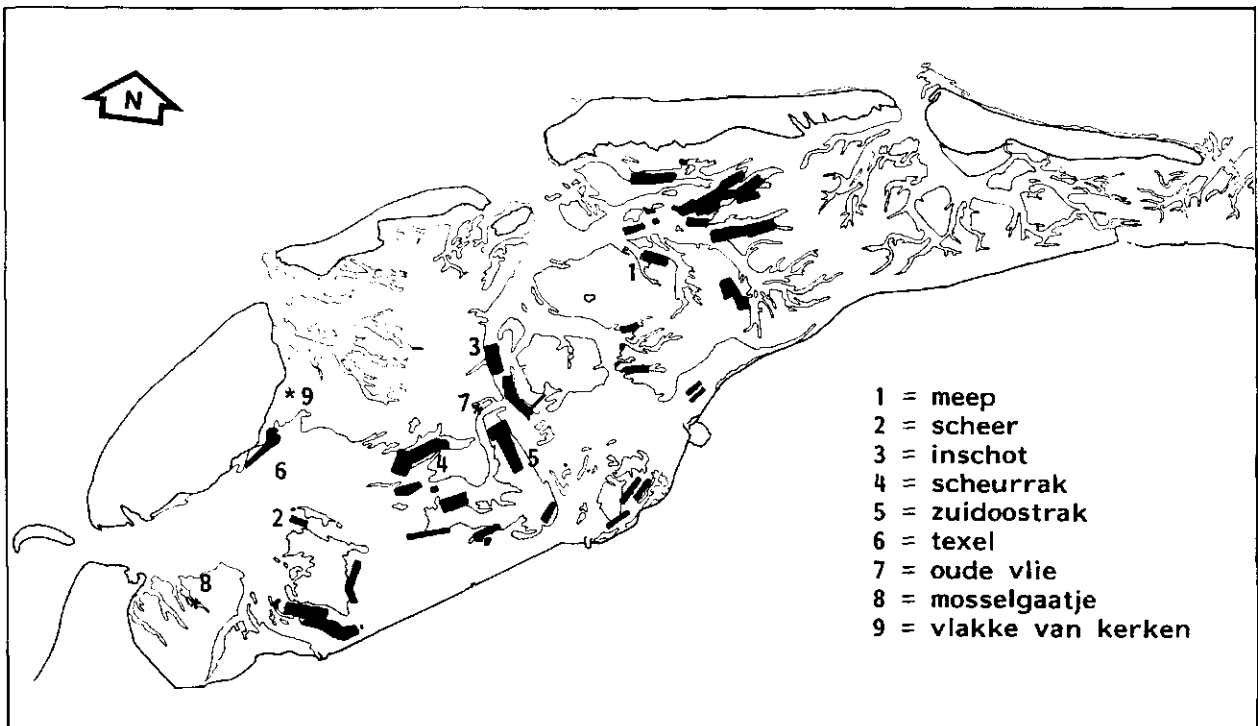 N
1
3
* 9
7
4
5
6
2
8
1 = meep
2 = scheer
3 = inschot
4 = scheurrak
5 = zuidoostrak
6 = texel
7 = oude vlie
8 = mosselgaatje
9 = vlakke van kerken